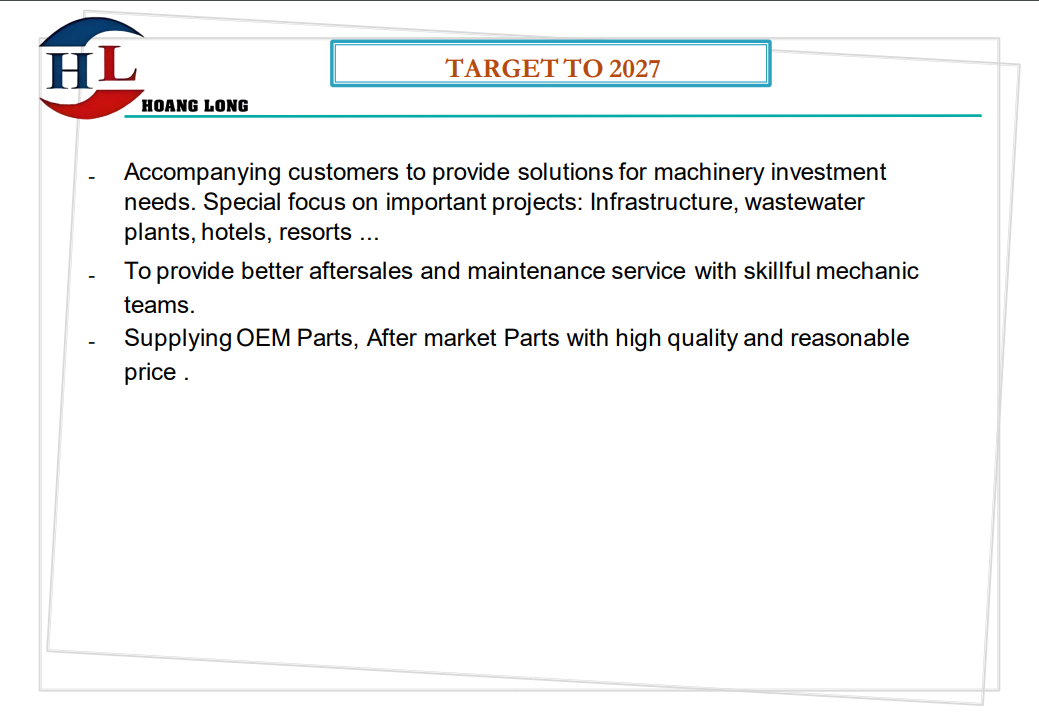 HL
HOANG LONG
TARGET TO 2027
- Accompanying customers to provide solutions for machinery investment
needs. Special focus on important projects: Infrastructure, wastewater
plants, hotels, resorts ...
- To provide better aftersales and maintenance service with skillful mechanic
teams.
- Supplying OEM Parts, After market Parts with high quality and reasonable
price .